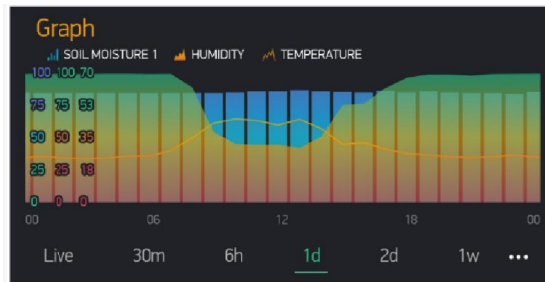 Graph
SOIL MOISTURE 1 HUMIDITY TEMPERATURE
100 100 70
75 75 53
50 50 35
25 25 18
0 0 0
00 06 12 18 00
Live 30m 6h 1d 2d 1w •••